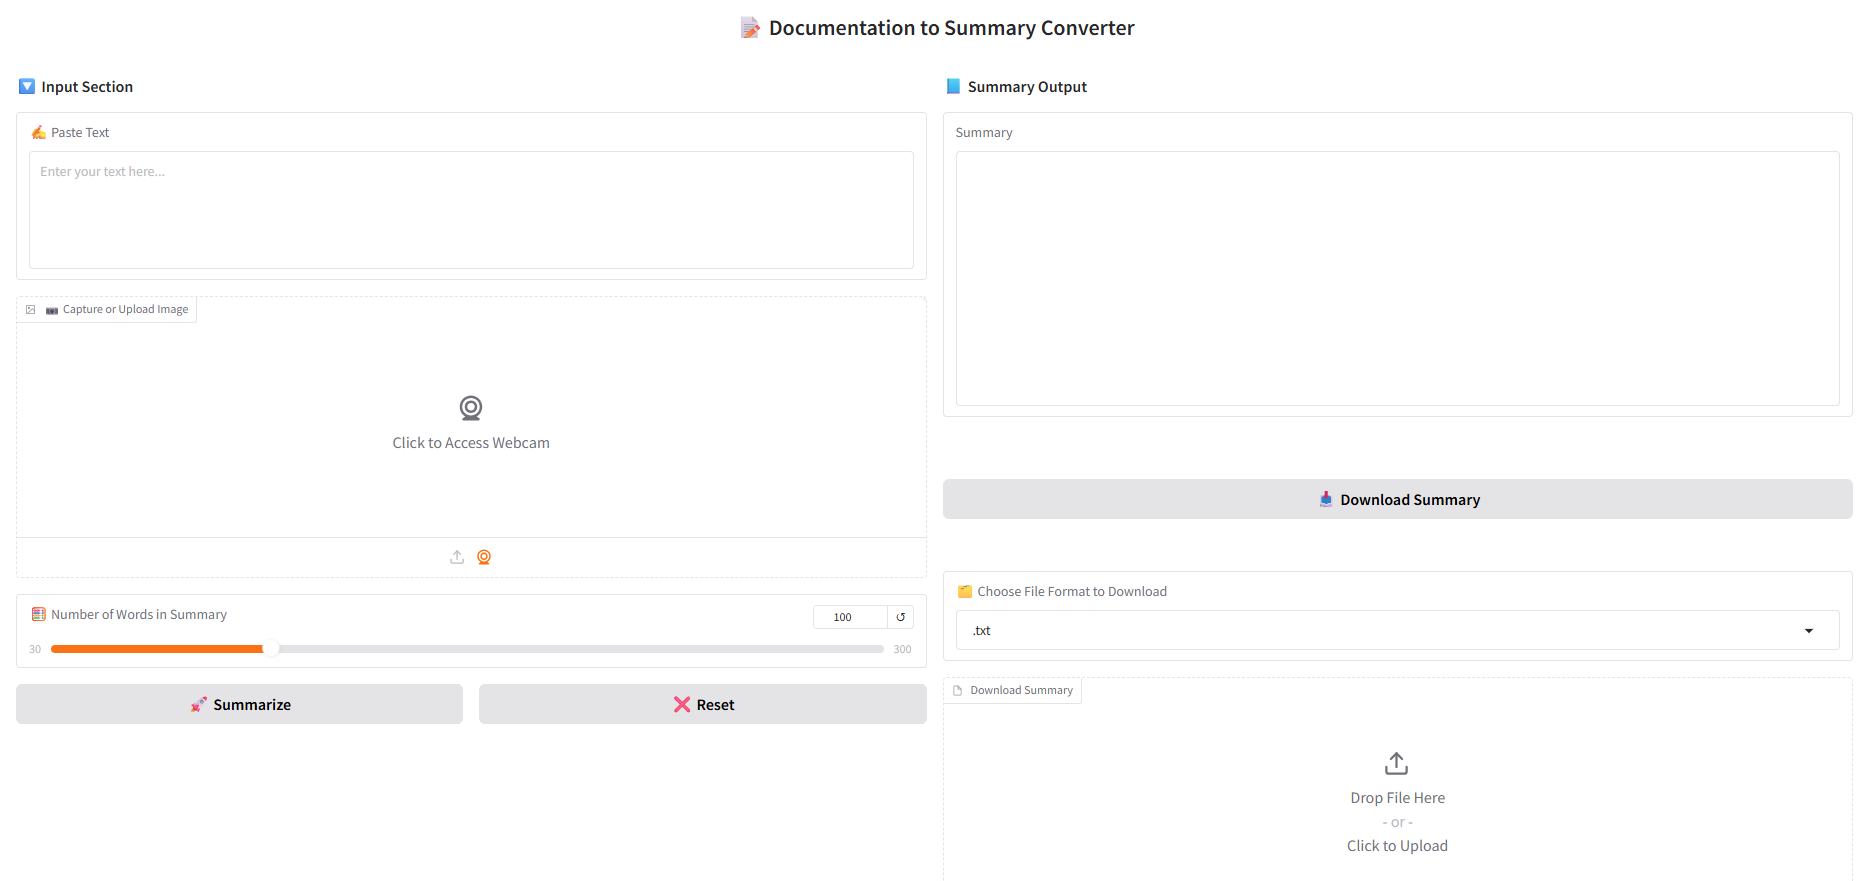 Documentation to Summary Converter
Input Section
Paste Text
Enter your text here...
Capture or Upload Image
Click to Access Webcam
Number of Words in Summary
100
30
300
Summarize
Reset
Summary Output
Summary
Download Summary
Choose File Format to Download
.txt
Download Summary
Drop File Here
- or -
Click to Upload